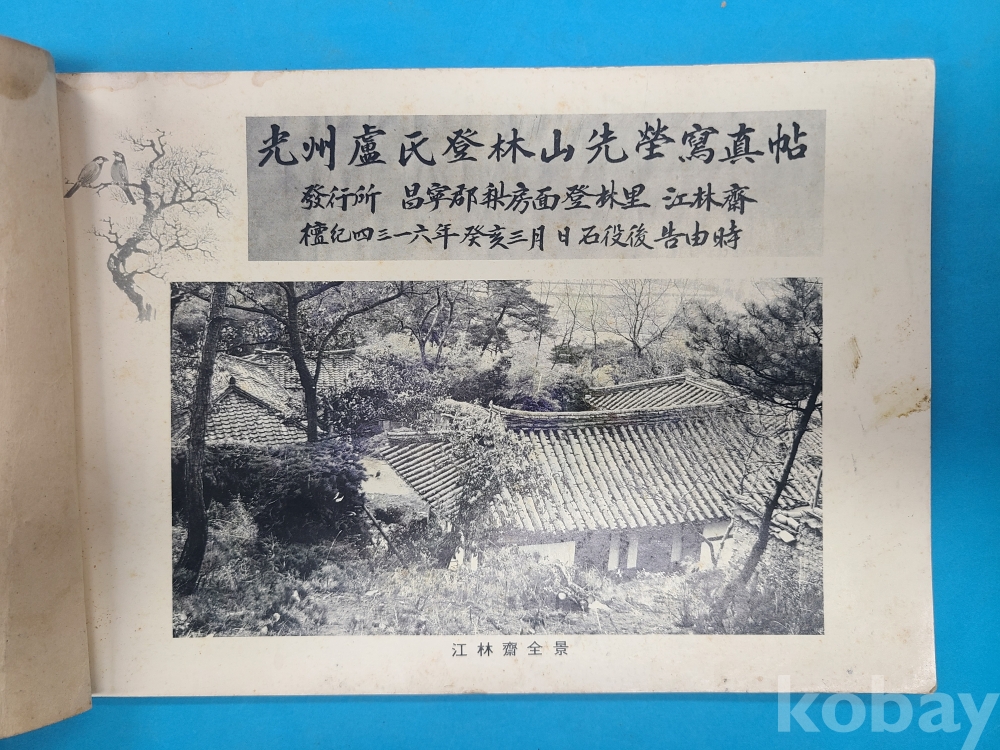 光州盧氏登林山先塋寫真帖
發行所 昌寧郡梨房面登林里 江林齋
檀紀四三一六年癸亥三月 日石役後告由時
江林齋全景
kobay